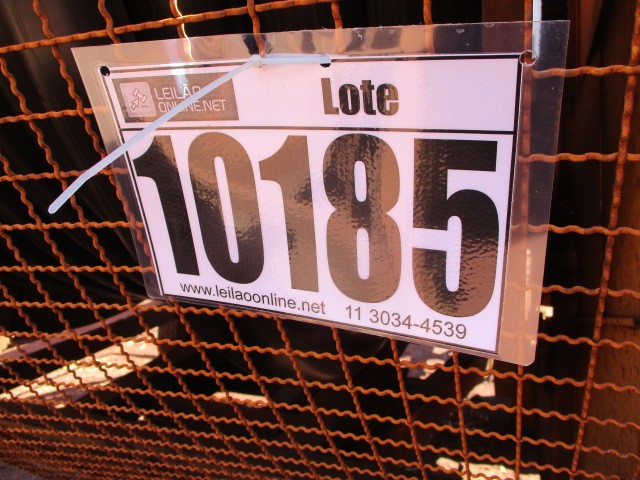 LEILÃO
ONLINE.NET
Lote
10185
www.leilaoonline.net 11 3034-4539